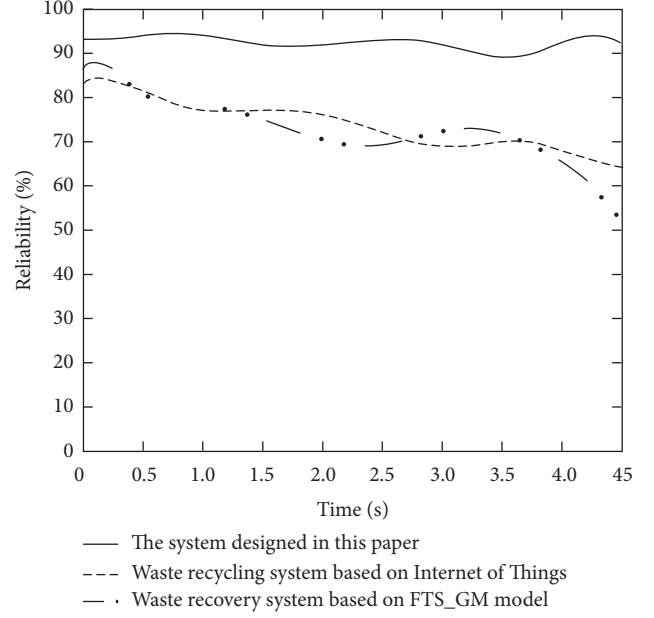 100
90
80
70
60
50
40
30
20
10
0
Reliability (%)
0 0.5 1.0 1.5 2.0 2.5 3.0 3.5 4.0 45
Time (s)
The system designed in this paper
Waste recycling system based on Internet of Things
Waste recovery system based on FTS_GM model